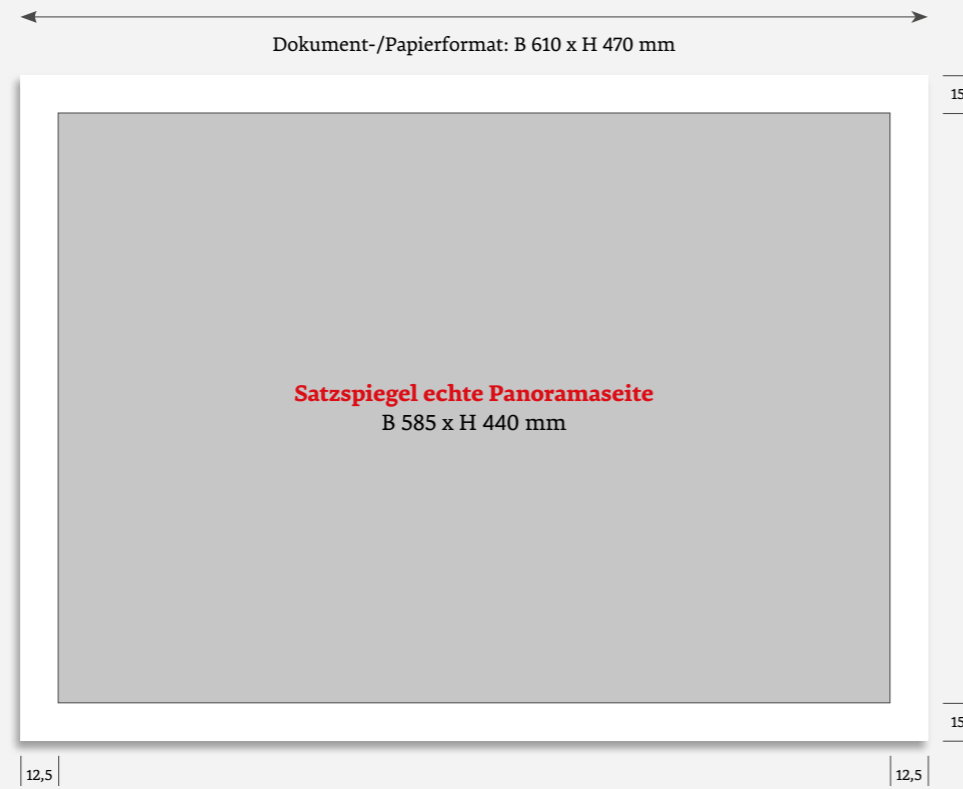 Dokument-/Papierformat: B 610 x H 470 mm
15
Satzspiegel echte Panoramaseite
B 585 x H 440 mm
15
12,5
12,5